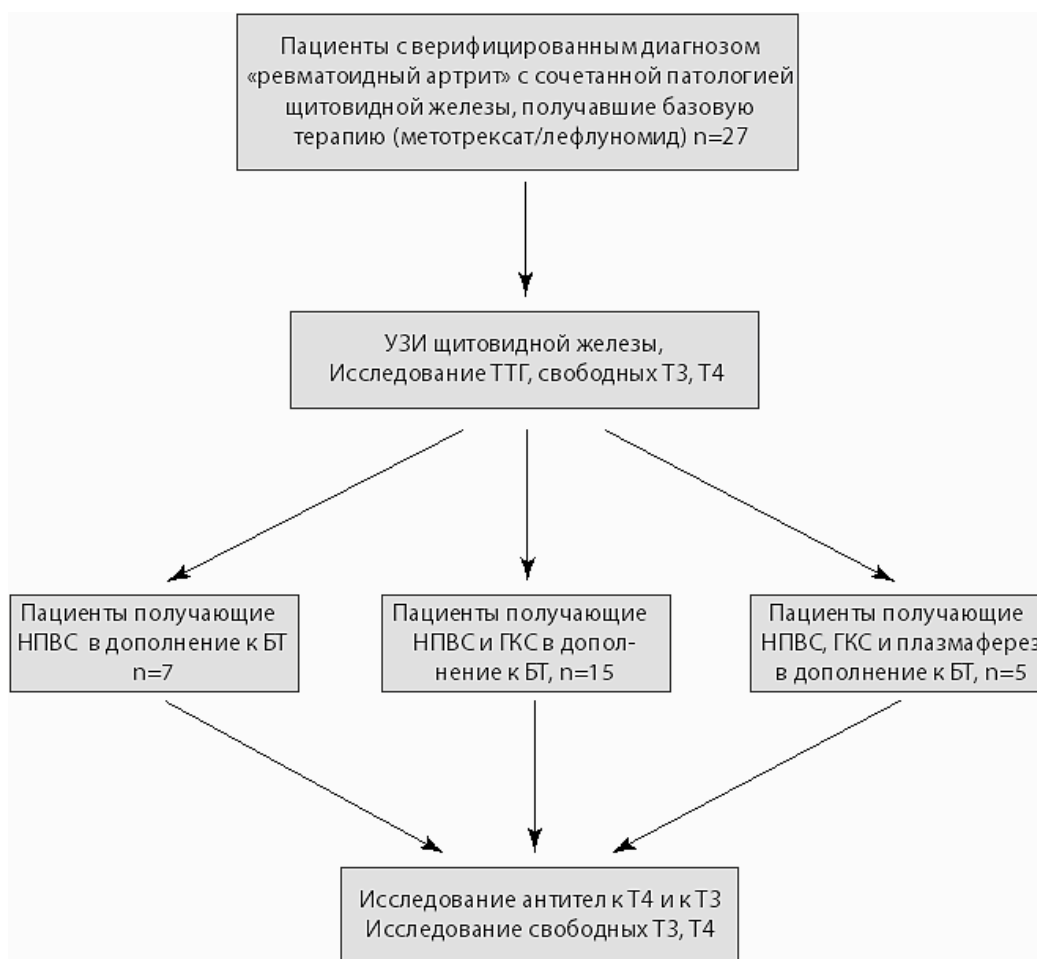 Пациенты с верифицированным диагнозом
«ревматоидный артрит» с сочетанной патологией
щитовидной железы, получавшие базовую
терапию (метотрексат/лефлуномид) n=27
УЗИ щитовидной железы,
Исследование ТТГ, свободных Т3, Т4
Пациенты получающие
НПВС в дополнение к БТ
n=7
Пациенты получающие
НПВС и ГКС в допол-
нение к БТ, n=15
Пациенты получающие
НПВС, ГКС и плазмаферез
в дополнение к БТ, n=5
Исследование антител к Т4 и к Т3
Исследование свободных Т3, Т4